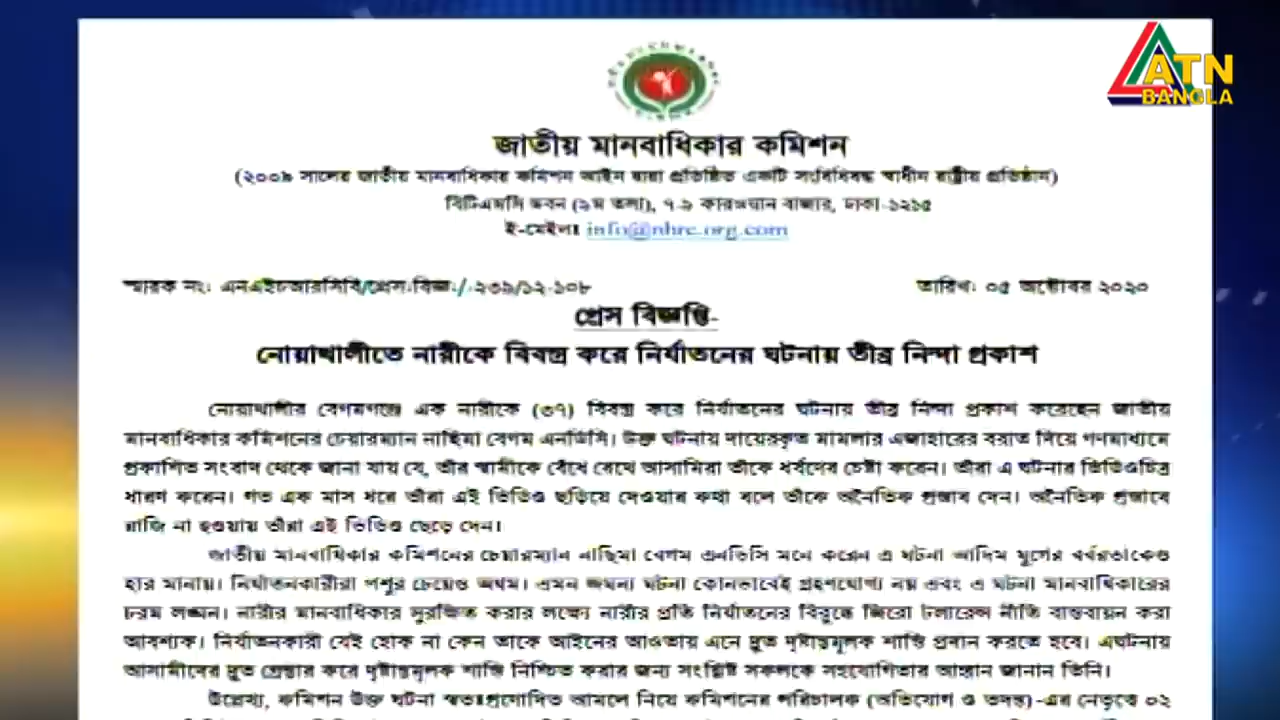 ATN
BANGLA
জাতীয় মানবাধিকার কমিশন
(২০০৯ সালের জাতীয় মানবাধিকার কমিশন আইন দ্বারা প্রতিষ্ঠিত একটি সংবিধিবদ্ধ স্বাধীন রাষ্ট্রীয় প্রতিষ্ঠান)
বিটিএমসি ভবন (৯ম তলা), ৭-৯ কারওয়ান বাজার, ঢাকা-১২১৫
ই-মেইলঃ info@nhrc.org.com
স্মারক নং: এনএইচআরসিবি/প্রেস:বিজ্ঞ:/-২৩৯/১২-১০৮
তারিখ: ০৫ অক্টোবর ২০২০
প্রেস বিজ্ঞপ্তি-
নোয়াখালীতে নারীকে বিবস্ত্র করে নির্যাতনের ঘটনায় তীব্র নিন্দা প্রকাশ
নোয়াখালীর বেগমগঞ্জে এক নারীকে (৩৭) বিবস্ত্র করে নির্যাতনের ঘটনায় তীব্র নিন্দা প্রকাশ করেছেন জাতীয়
মানবাধিকার কমিশনের চেয়ারম্যান নাছিমা বেগম এনডিসি। উক্ত ঘটনায় দায়েরকৃত মামলার এজাহারের বরাত দিয়ে গণমাধ্যমে
প্রকাশিত সংবাদ থেকে জানা যায় যে, তাঁর স্বামীকে বেঁধে রেখে আসামিরা তাঁকে ধর্ষণের চেষ্টা করেন। তাঁরা এ ঘটনার ভিডিওচিত্র
ধারণ করেন। গত এক মাস ধরে তাঁরা এই ভিডিও ছড়িয়ে দেওয়ার কথা বলে তাঁকে অনৈতিক প্রস্তাব দেন। অনৈতিক প্রস্তাবে
রাজি না হওয়ায় তাঁরা এই ভিডিও ছেড়ে দেন।
জাতীয় মানবাধিকার কমিশনের চেয়ারম্যান নাছিমা বেগম এনডিসি মনে করেন এ ঘটনা আদিম যুগের বর্বরতাকেও
হার মানায়। নির্যাতনকারীরা পশুর চেয়েও অধম। এমন জঘন্য ঘটনা কোনভাবেই গ্রহণযোগ্য নয় এবং এ ঘটনা মানবাধিকারের
চরম লঙ্ঘন। নারীর মানবাধিকার সুরক্ষিত করার লক্ষ্যে নারীর প্রতি নির্যাতনের বিরুদ্ধে জিরো টলারেন্স নীতি বাস্তবায়ন করা
আবশ্যক। নির্যাতনকারী যেই হোক না কেন তাকে আইনের আওতায় এনে দ্রুত দৃষ্টান্তমূলক শাস্তি প্রদান করতে হবে। এঘটনায়
আসামীদের দ্রুত গ্রেপ্তার করে দৃষ্টান্তমূলক শাস্তি নিশ্চিত করার জন্য সংশ্লিষ্ট সকলকে সহযোগিতার আহ্বান জানান তিনি।
উল্লেখ্য, কমিশন উক্ত ঘটনা স্বতঃপ্রণোদিত আমলে নিয়ে কমিশনের পরিচালক (অভিযোগ ও তদন্ত)-এর নেতৃত্বে ০২